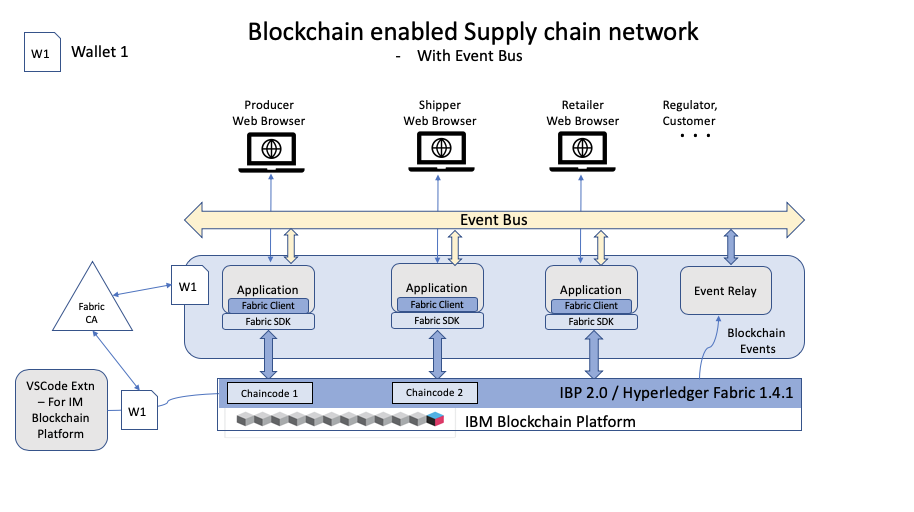 Blockchain enabled Supply chain network
- With Event Bus
W1
Wallet 1
Producer
Web Browser
Shipper
Web Browser
Retailer
Web Browser
Regulator,
Customer
. . .
Event Bus
Fabric
CA
W1
Application
Fabric Client
Fabric SDK
Application
Fabric Client
Fabric SDK
Application
Fabric Client
Fabric SDK
Event Relay
Blockchain
Events
VSCode Extn
– For IM
Blockchain
Platform
W1
Chaincode 1
Chaincode 2
IBP 2.0 / Hyperledger Fabric 1.4.1
IBM Blockchain Platform